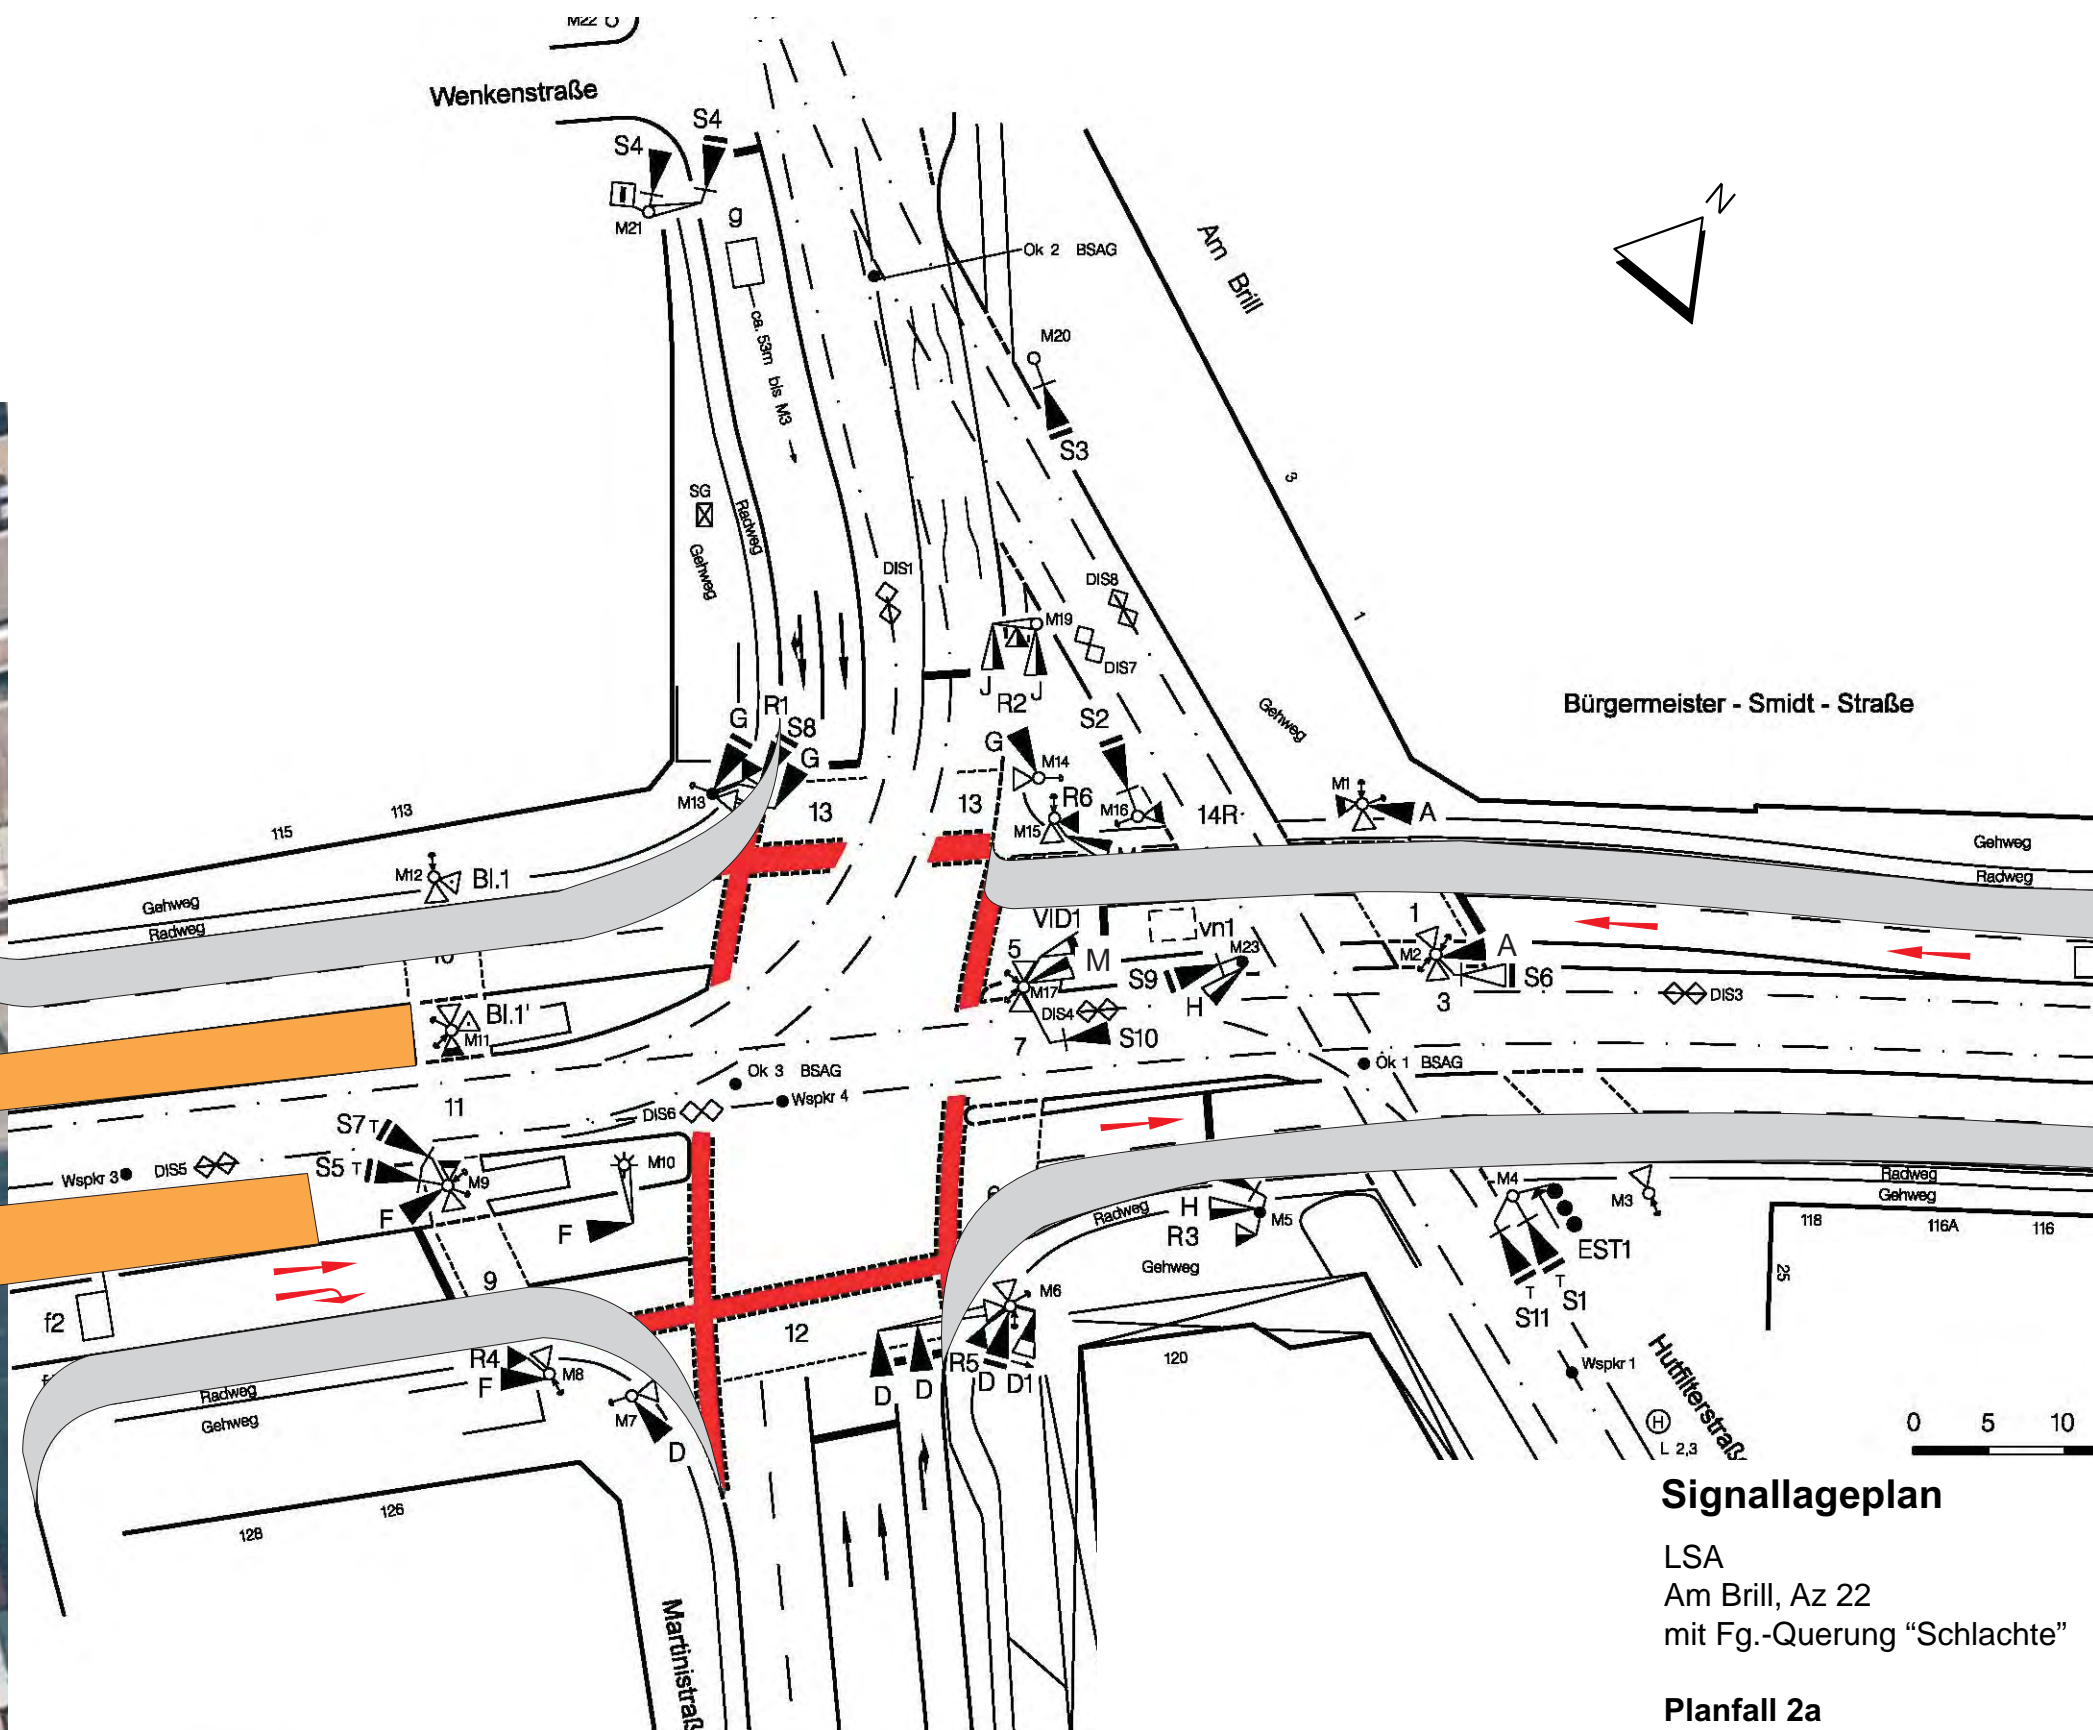 M22
Wenkenstraße
S4
S4
M21
g
Ok 2 BSAG
Am Brill
N
ca. 53m bis M3
M20
S3
3
SG
Radweg
Gehweg
DIS1
DIS8
M19
DIS7
1
J
R2
J
Bürgermeister - Smidt - Straße
Gehweg
G
R1
S8
G
S2
G
M14
M13
13
13
R6
M16
M15
14R
M1
A
113
115
Gehweg
Radweg
M12
Bl.1
Gehweg
Radweg
VID1
vn1
1
5
M
M23
S9
M2
A
S6
M17
H
DIS4
3
DIS3
Bl.1'
M11
S10
7
Ok 3 BSAG
Ok 1 BSAG
11
DIS6
Wspkr 4
S7 T
S5 T
M9
M10
Wspkr 3
DIS5
F
F
M4
M3
Radweg
Gehweg
Radweg
H
M5
R3
EST1
118
116A
116
Gehweg
9
M6
25
T
T
S11
S1
f2
12
R4
M8
F
R5
D
D
D
D1
120
Wspkr 1
Radweg
Gehweg
M7
D
H
L 2,3
0 5 10
126
128
Signallageplan
LSA
Am Brill, Az 22
mit Fg.-Querung “Schlachte”
Planfall 2a